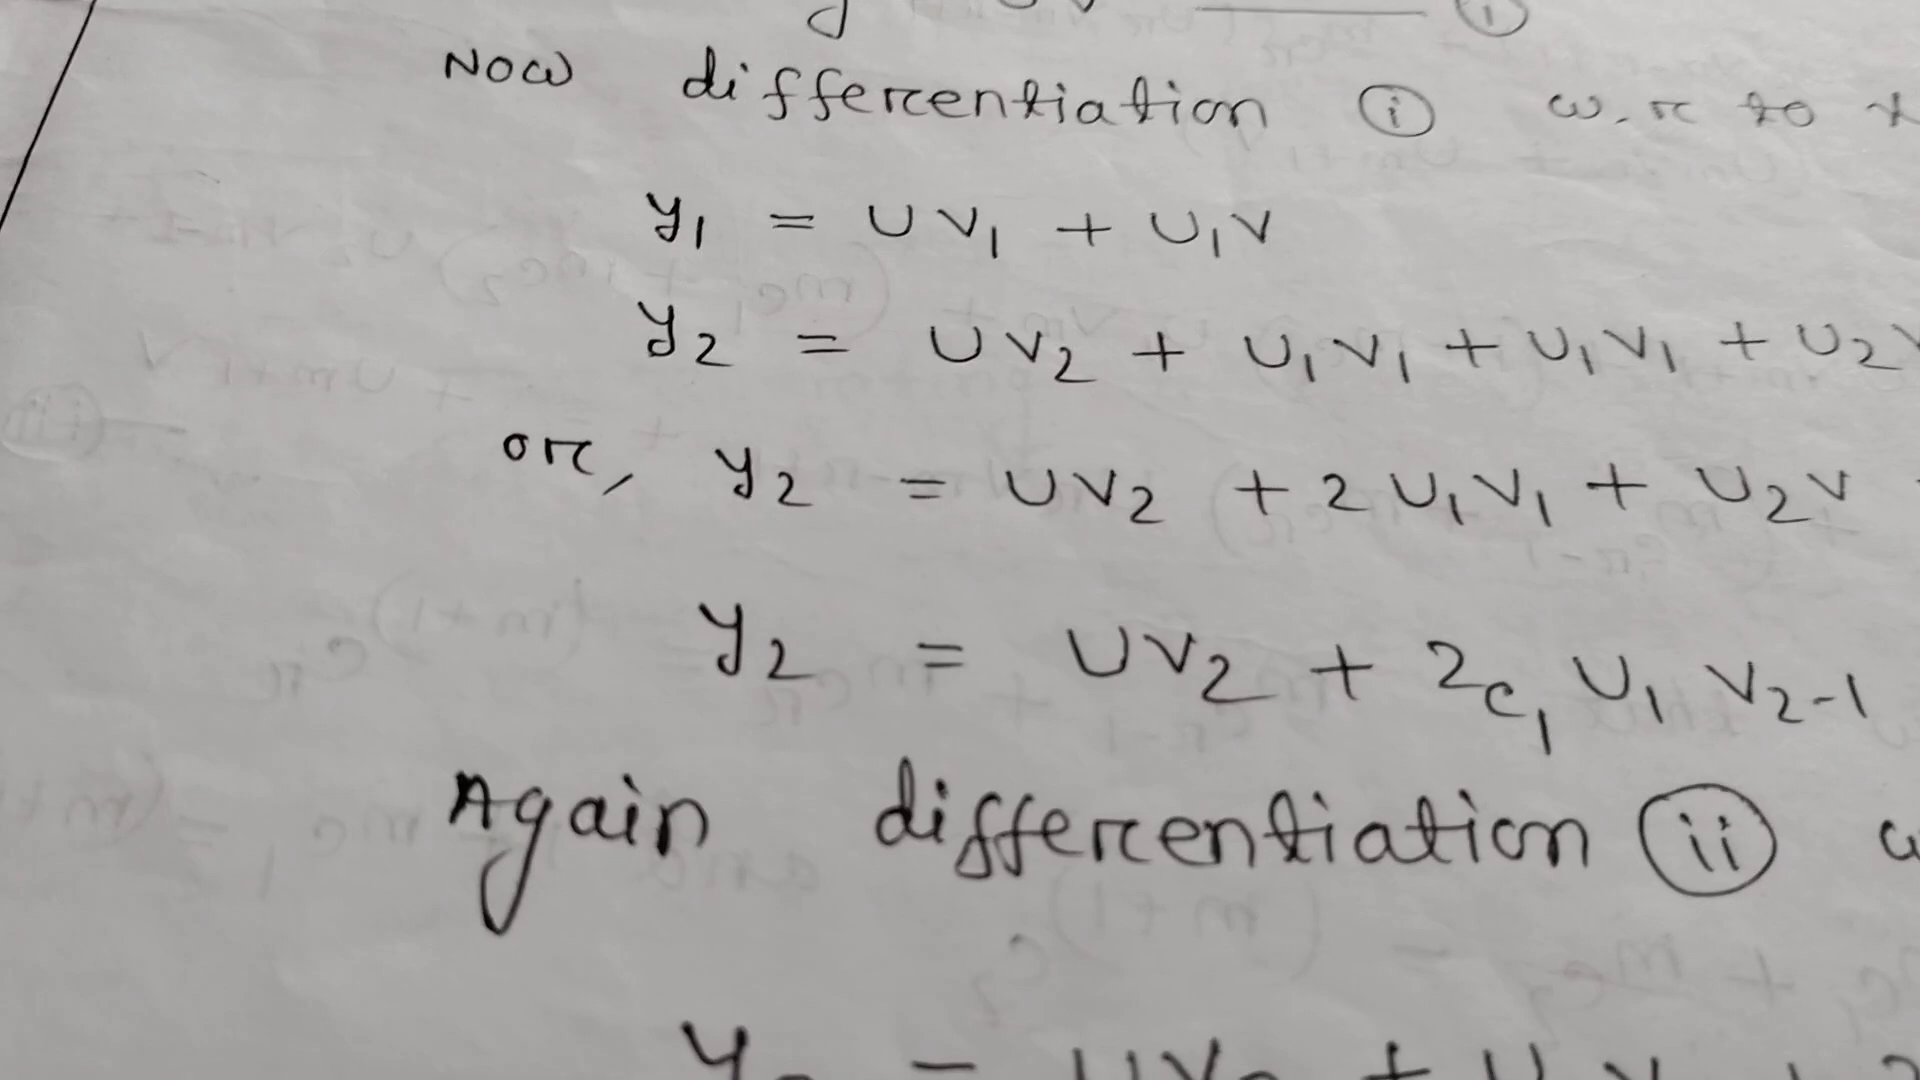 Now differentiation (i) w.r to x
y₁ = UV₁ + U₁V
y₂ = UV₂ + U₁V₁ + U₁V₁ + U₂V
or, y₂ = UV₂ + 2U₁V₁ + U₂V
y₂ = UV₂ + 2c₁ U₁ V₂₋₁
Again differentiation (ii)